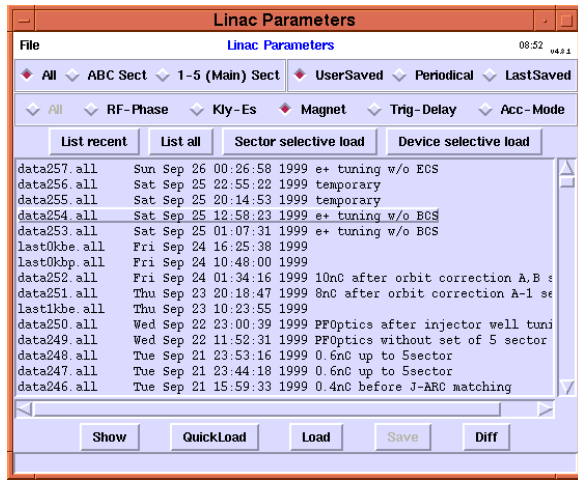 Linac Parameters
File Linac Parameters 08:52 v4.2.1
All ABC Sect 1-5 (Main) Sect UserSaved Periodical LastSaved
All RF-Phase Kly-Es Magnet Trig-Delay Acc-Mode
List recent List all Sector selective load Device selective load
data257.all Sun Sep 26 00:26:58 1999 e+ tuning w/o ECS
data256.all Sat Sep 25 22:55:22 1999 temporary
data255.all Sat Sep 25 20:14:53 1999 temporary
data254.all Sat Sep 25 12:58:23 1999 e+ tuning w/o BCS
data253.all Sat Sep 25 01:07:31 1999 e+ tuning w/o BCS
last0kbe.all Fri Sep 24 16:25:38 1999
last0kbp.all Fri Sep 24 10:48:00 1999
data252.all Fri Sep 24 01:34:16 1999 10nC after orbit correction A,B s
data251.all Thu Sep 23 20:18:47 1999 8nC after orbit correction A-1 se
last1kbe.all Thu Sep 23 10:23:55 1999
data250.all Wed Sep 22 23:00:39 1999 PFOptics after injector well tuni
data249.all Wed Sep 22 11:52:31 1999 PFOptics without set of 5 sector
data248.all Tue Sep 21 23:53:16 1999 0.6nC up to 5sector
data247.all Tue Sep 21 23:44:18 1999 0.6nC up to 5sector
data246.all Tue Sep 21 15:59:33 1999 0.4nC before J-ARC matching
Show QuickLoad Load Save Diff